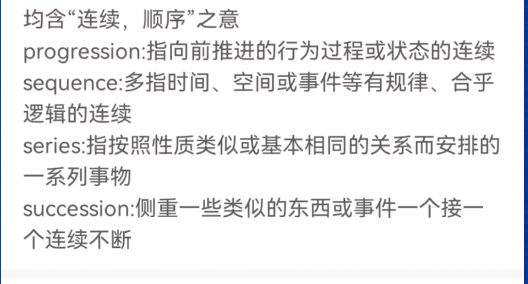 均含“连续，顺序”之意
progression:指向前推进的行为过程或状态的连续
sequence:多指时间、空间或事件等有规律、合乎
逻辑的连续
series:指按照性质类似或基本相同的关系而安排的
一系列事物
succession:侧重一些类似的东西或事件一个接一
个连续不断